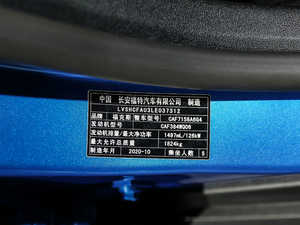 中国 长安福特汽车有限公司 制造
LVSHCFAU3LE037312
品牌 福克斯 整车型号 CAF7158A6G4
发动机型号 CAF384WQ06
发动机排量/最大净功率 1497mL/128kW
最大允许总质量 1824kg
制造年月 2020-10 乘坐人数 5